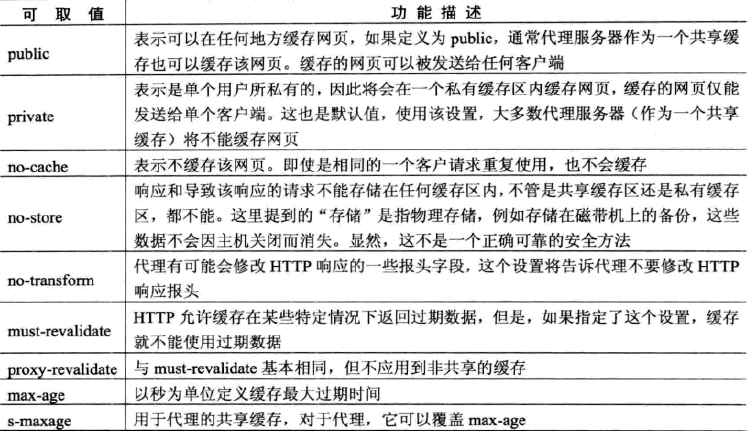 可取值 功能描述
public
表示可以在任何地方缓存网页，如果定义为 public，通常代理服务器作为一个共享缓
存也可以缓存该网页。缓存的网页可以被发送给任何客户端
private
表示是单个用户所私有的，因此将会在一个私有缓存区内缓存网页，缓存的网页仅能
发送给单个客户端。这也是默认值，使用该设置，大多数代理服务器（作为一个共享
缓存）将不能缓存网页
no-cache
表示不缓存该网页。即使是相同的一个客户请求重复使用，也不会缓存
no-store
响应和导致该响应的请求不能存储在任何缓存区内，不管是共享缓存区还是私有缓存
区，都不能。这里提到的“存储”是指物理存储，例如存储在磁带机上的备份，这些
数据不会因主机关闭而消失。显然，这不是一个正确可靠的安全方法
no-transform
代理有可能会修改 HTTP 响应的一些报头字段，这个设置将告诉代理不要修改 HTTP
响应报头
must-revalidate
HTTP 允许缓存在某些特定情况下返回过期数据，但是，如果指定了这个设置，缓存
就不能使用过期数据
proxy-revalidate
与 must-revalidate 基本相同，但不应用到非共享的缓存
max-age
以秒为单位定义缓存最大过期时间
s-maxage
用于代理的共享缓存，对于代理，它可以覆盖 max-age